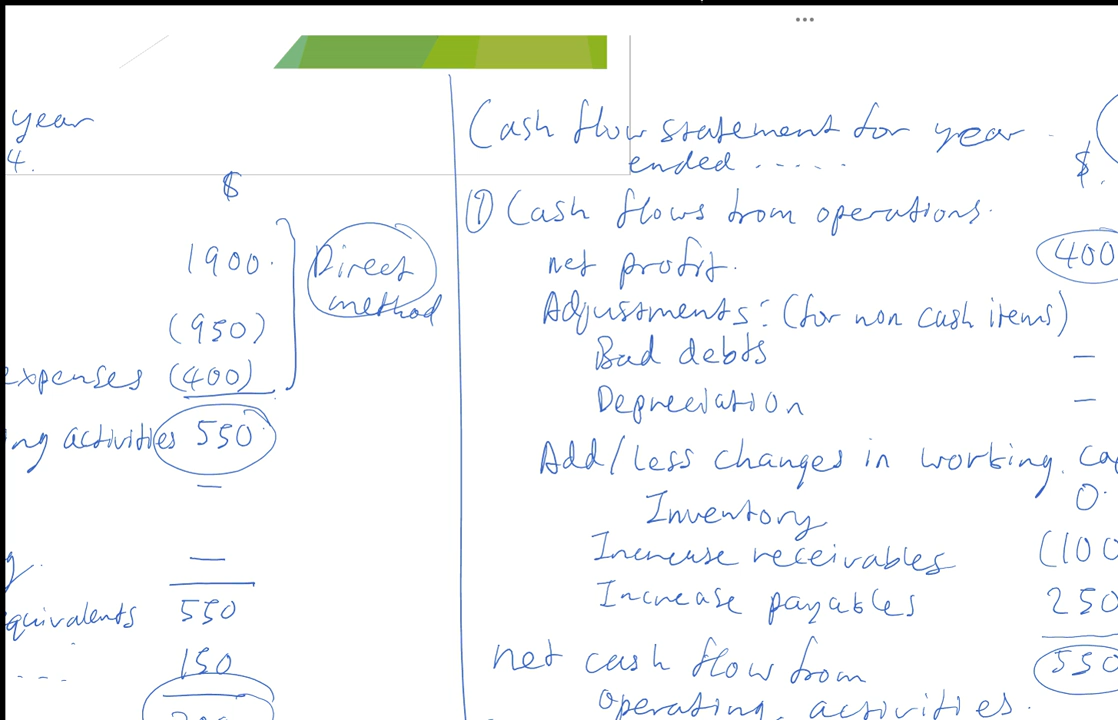 year
4.
$
1900.
(950)
expenses (400)
ng activities 550
—
—
equivalents 550
150
Direct
method
Cash flow statement for year
ended .....
$.
① Cash flows from operations.
net profit. 400
Adjustments: (for non cash items)
Bad debts —
Depreciation —
Add/less changes in working ca
Inventory 0.
Increase receivables (100
Increase payables 250
net cash flow from 550
operating activities.